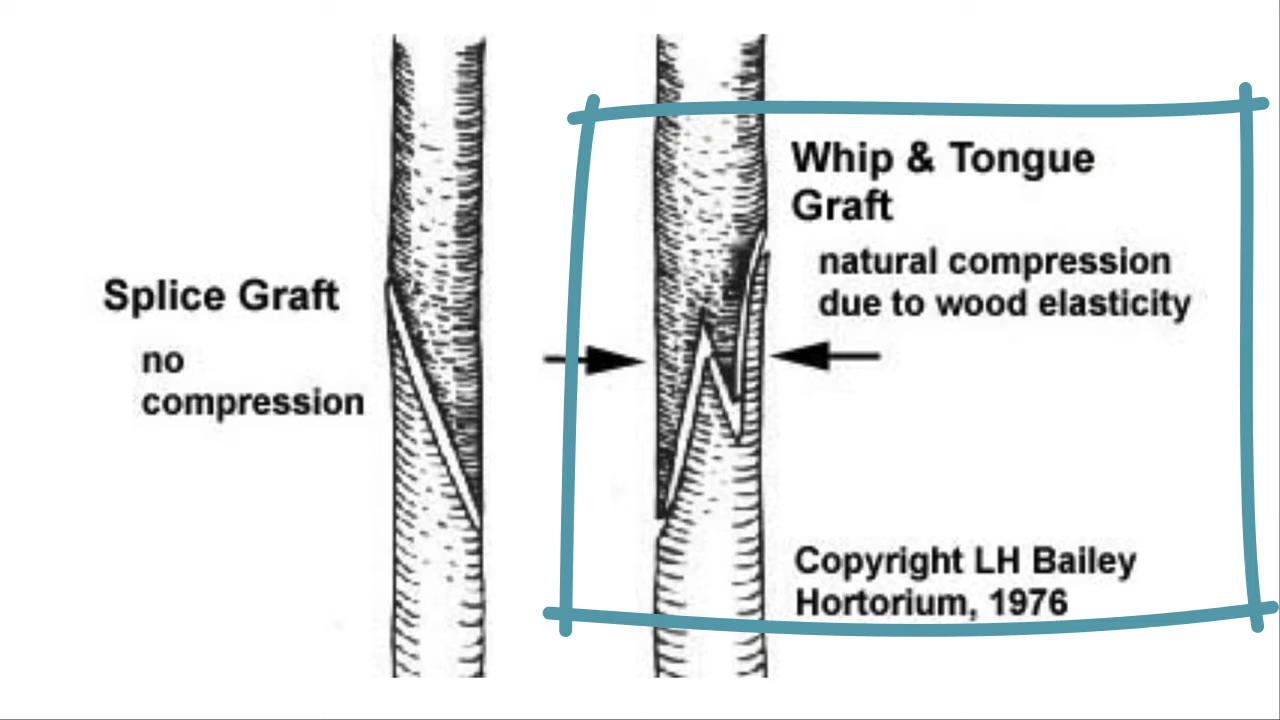 Splice Graft
no
compression
Whip & Tongue
Graft
natural compression
due to wood elasticity
Copyright LH Bailey
Hortorium, 1976